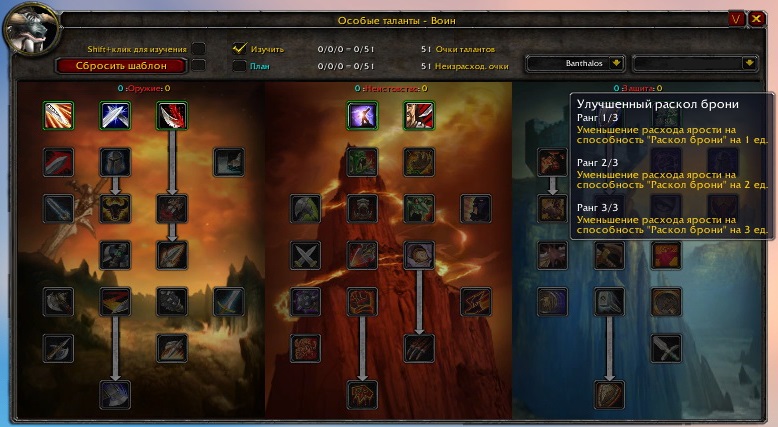 Особые таланты - Воин
V X
Shift+клик для изучения
Изучить
0/0/0 = 0/51
51 Очки талантов
Сбросить шаблон
План
0/0/0 = 0/51
51 Неизрасход. очки
Banthalos
0 :Оружие: 0
0 :Неистовство: 0
0 :Защита: 0
Улучшенный раскол брони
Ранг 1/3
Уменьшение расхода ярости на
способность "Раскол брони" на 1 ед.
Ранг 2/3
Уменьшение расхода ярости на
способность "Раскол брони" на 2 ед.
Ранг 3/3
Уменьшение расхода ярости на
способность "Раскол брони" на 3 ед.